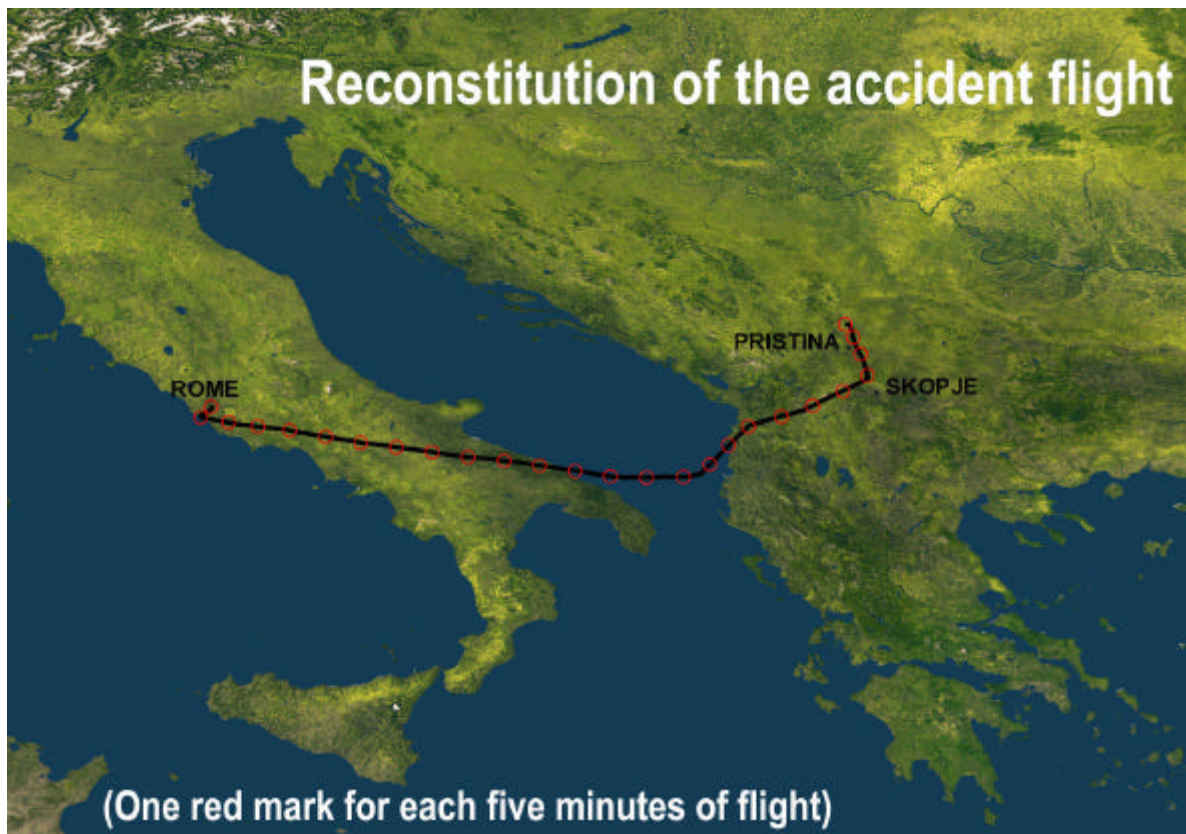 Reconstitution of the accident flight
PRISTINA
ROME
SKOPJE
(One red mark for each five minutes of flight)